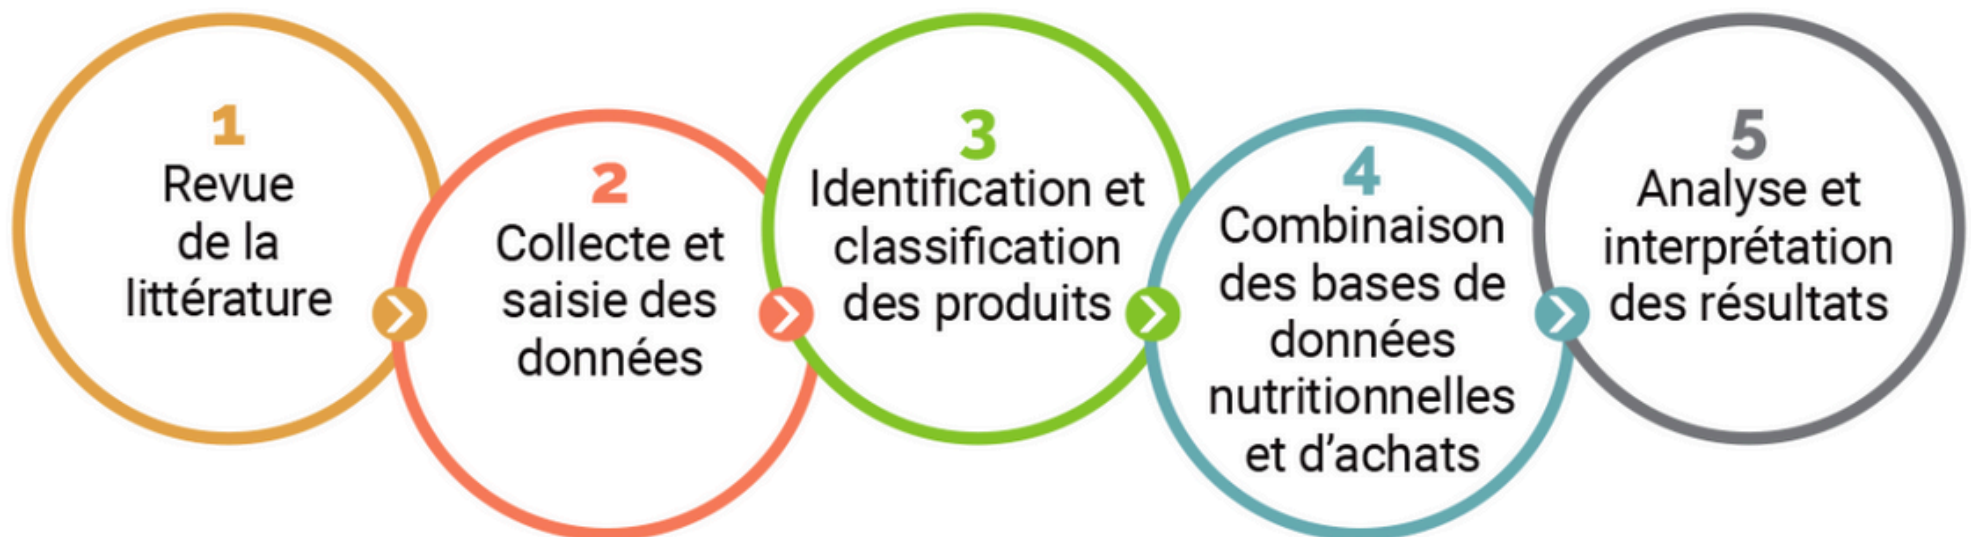 1
Revue
de la
littérature
2
Collecte et
saisie des
données
3
Identification et
classification
des produits
4
Combinaison
des bases de
données
nutritionnelles
et d’achats
5
Analyse et
interprétation
des résultats